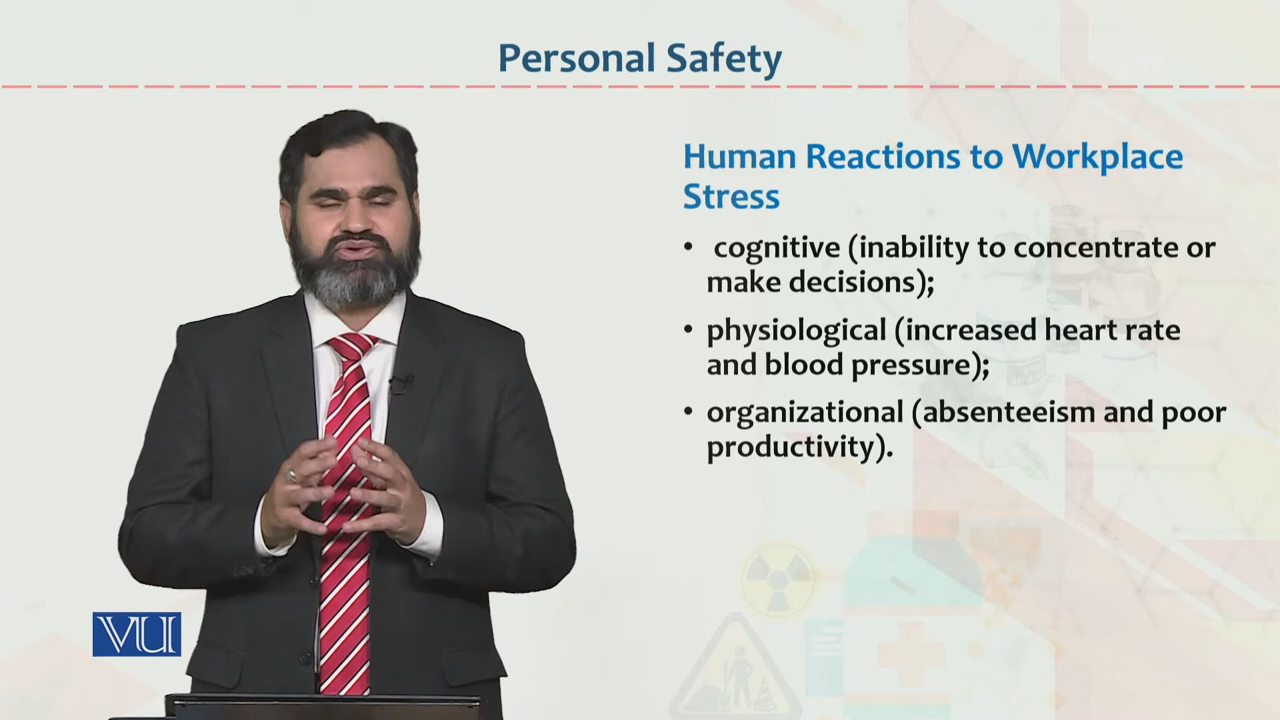 Personal Safety
Human Reactions to Workplace
Stress
• cognitive (inability to concentrate or
make decisions);
• physiological (increased heart rate
and blood pressure);
• organizational (absenteeism and poor
productivity).
VU